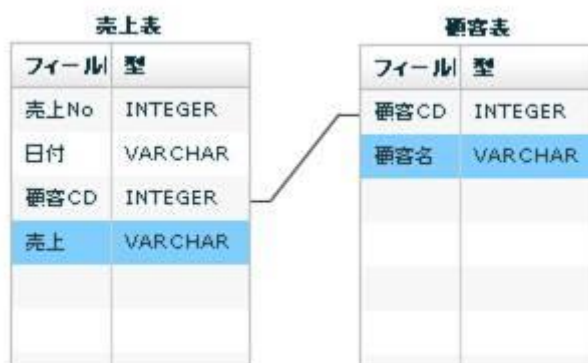 売上表
フィール 型
売上No INTEGER
日付 VARCHAR
顧客CD INTEGER
売上 VARCHAR
顧客表
フィール 型
顧客CD INTEGER
顧客名 VARCHAR